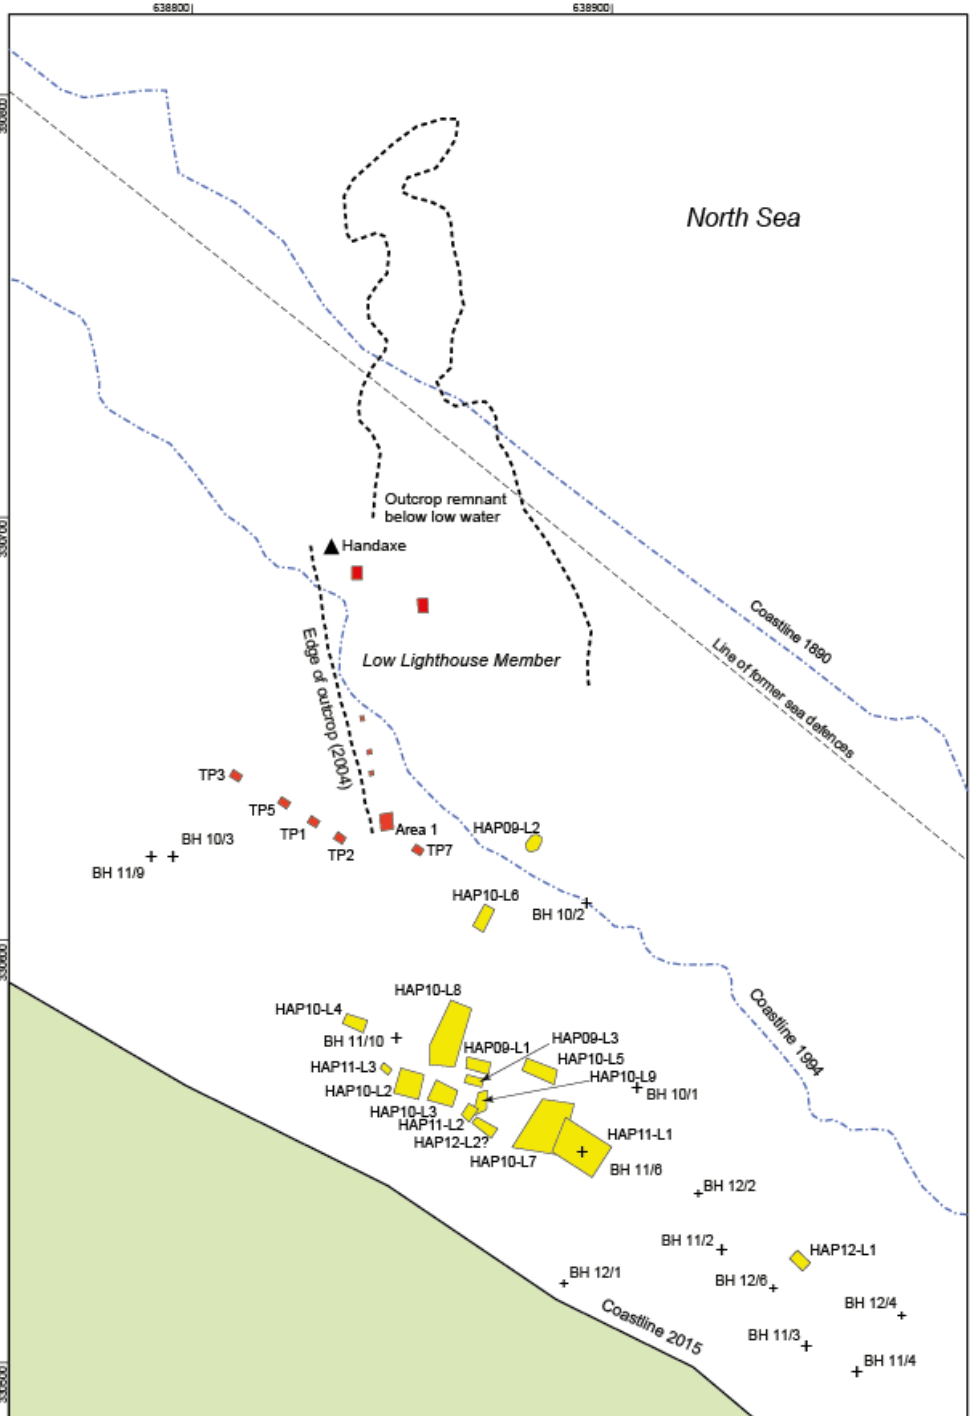 638800
638900
330800
North Sea
Outcrop remnant
below low water
330700
Handaxe
Coastline 1890
Line of former sea defences
Edge of outcrop (2004)
Low Lighthouse Member
TP3
TP5
TP1
TP2
Area 1
TP7
HAP09-L2
BH 10/3
BH 11/9
HAP10-L6
BH 10/2
330600
HAP10-L8
HAP10-L4
BH 11/10
HAP09-L3
HAP09-L1
HAP10-L5
HAP11-L3
HAP10-L9
HAP10-L2
BH 10/1
HAP10-L3
HAP11-L2
HAP12-L2?
HAP10-L7
HAP11-L1
BH 11/6
Coastline 1994
BH 12/2
BH 11/2
HAP12-L1
BH 12/1
BH 12/6
BH 12/4
Coastline 2015
BH 11/3
BH 11/4
330500